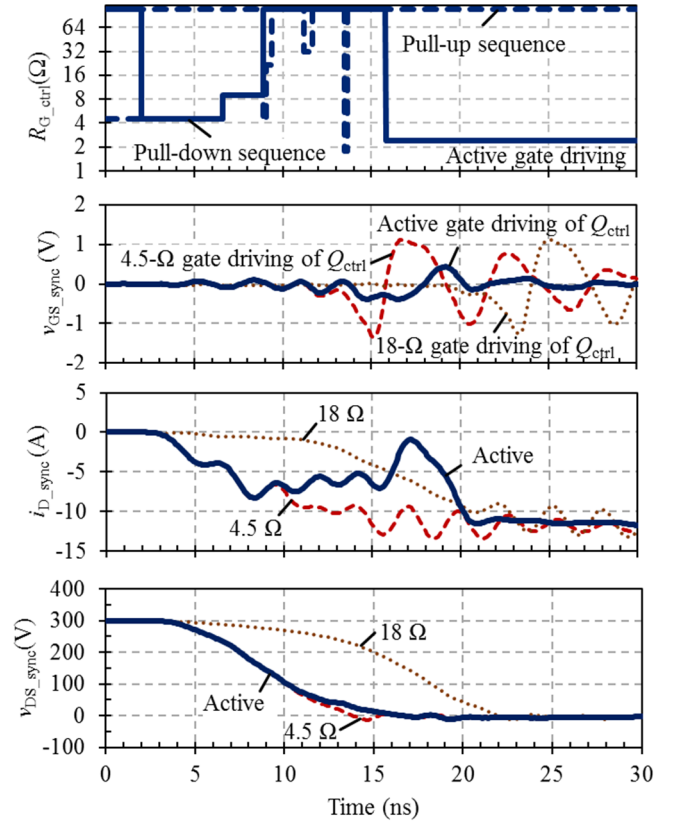 R_G_ctrl(Ω)
64
32
16
8
4
2
1
Pull-up sequence
Pull-down sequence
Active gate driving
v_GS_sync (V)
2
1
0
-1
-2
Active gate driving of Q_ctrl
4.5-Ω gate driving of Q_ctrl
18-Ω gate driving of Q_ctrl
i_D_sync (A)
5
0
-5
-10
-15
18 Ω
Active
4.5 Ω
v_DS_sync(V)
400
300
200
100
0
-100
18 Ω
Active
4.5 Ω
0 5 10 15 20 25 30
Time (ns)